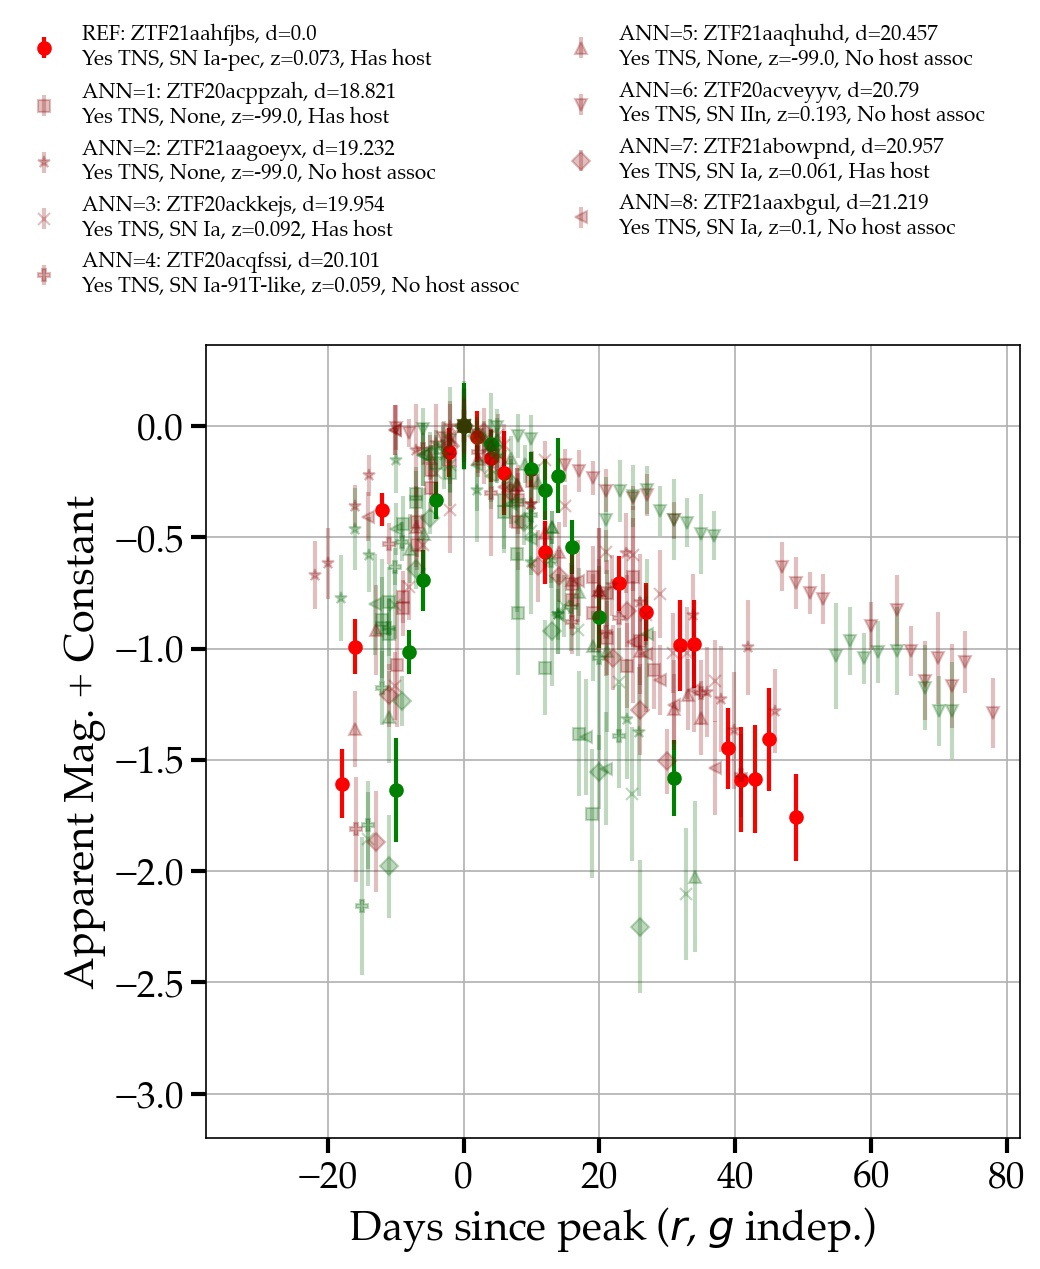 REF: ZTF21aahfjbs, d=0.0
Yes TNS, SN Ia-pec, z=0.073, Has host
ANN=1: ZTF20acppzah, d=18.821
Yes TNS, None, z=-99.0, Has host
ANN=2: ZTF21aagoeyx, d=19.232
Yes TNS, None, z=-99.0, No host assoc
ANN=3: ZTF20ackkejs, d=19.954
Yes TNS, SN Ia, z=0.092, Has host
ANN=4: ZTF20acqfssi, d=20.101
Yes TNS, SN Ia-91T-like, z=0.059, No host assoc
ANN=5: ZTF21aaqhuhd, d=20.457
Yes TNS, None, z=-99.0, No host assoc
ANN=6: ZTF20acveyyv, d=20.79
Yes TNS, SN IIn, z=0.193, No host assoc
ANN=7: ZTF21abowpnd, d=20.957
Yes TNS, SN Ia, z=0.061, Has host
ANN=8: ZTF21aaxbgul, d=21.219
Yes TNS, SN Ia, z=0.1, No host assoc
Apparent Mag. + Constant
0.0
−0.5
−1.0
−1.5
−2.0
−2.5
−3.0
−20
0
20
40
60
80
Days since peak (r, g indep.)